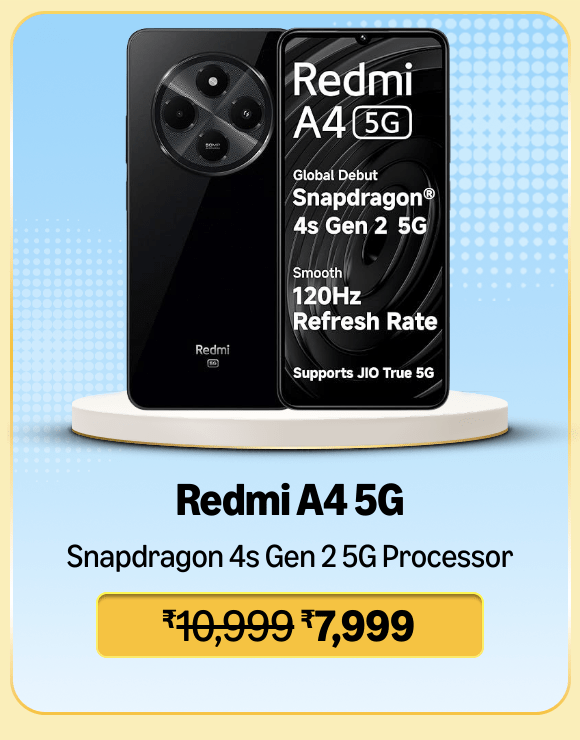 Redmi
A4 5G
Global Debut
Snapdragon®
4s Gen 2 5G
Smooth
120Hz
Refresh Rate
Supports JIO True 5G
50MP
Redmi
5G
Redmi A4 5G
Snapdragon 4s Gen 2 5G Processor
₹10,999 ₹7,999